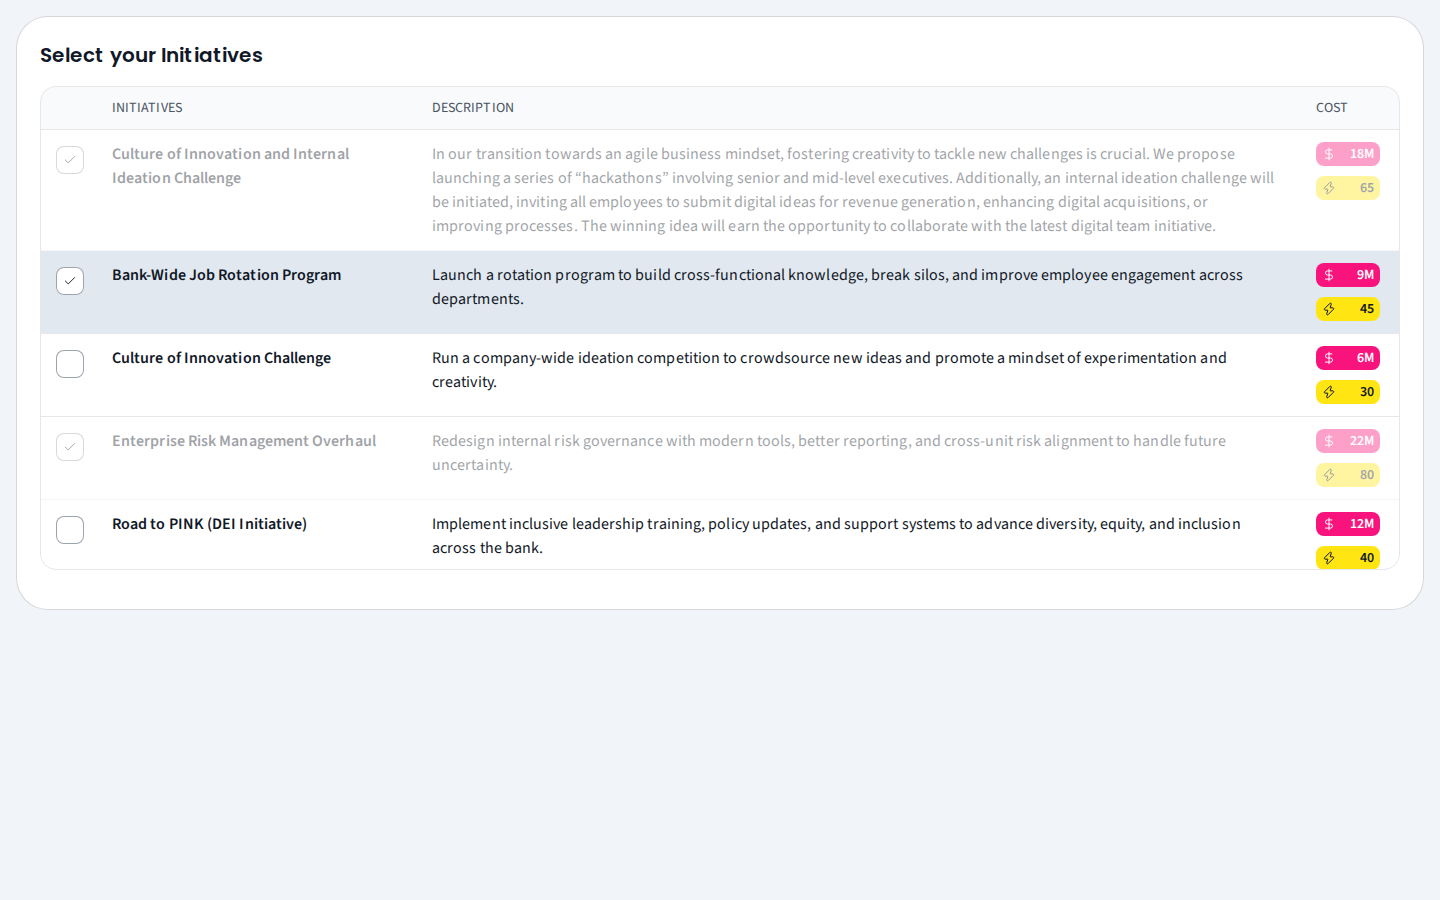 Select your Initiatives
INITIATIVES DESCRIPTION COST
Culture of Innovation and Internal
Ideation Challenge
In our transition towards an agile business mindset, fostering creativity to tackle new challenges is crucial. We propose
launching a series of “hackathons” involving senior and mid-level executives. Additionally, an internal ideation challenge will
be initiated, inviting all employees to submit digital ideas for revenue generation, enhancing digital acquisitions, or
improving processes. The winning idea will earn the opportunity to collaborate with the latest digital team initiative.
$ 18M
65
Bank-Wide Job Rotation Program
Launch a rotation program to build cross-functional knowledge, break silos, and improve employee engagement across
departments.
$ 9M
45
Culture of Innovation Challenge
Run a company-wide ideation competition to crowdsource new ideas and promote a mindset of experimentation and
creativity.
$ 6M
30
Enterprise Risk Management Overhaul
Redesign internal risk governance with modern tools, better reporting, and cross-unit risk alignment to handle future
uncertainty.
$ 22M
80
Road to PINK (DEI Initiative)
Implement inclusive leadership training, policy updates, and support systems to advance diversity, equity, and inclusion
across the bank.
$ 12M
40